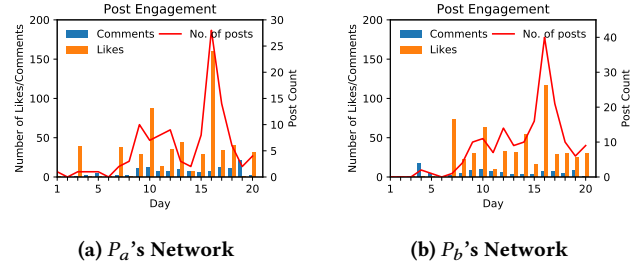 Post Engagement
Comments
Likes
No. of posts
Number of Likes/Comments
200
150
100
50
0
30
25
20
15
10
5
0
Post Count
1
5
10
15
20
Day
(a) Pₐ's Network
Post Engagement
Comments
Likes
No. of posts
Number of Likes/Comments
200
150
100
50
0
40
30
20
10
0
Post Count
1
5
10
15
20
Day
(b) P_b's Network